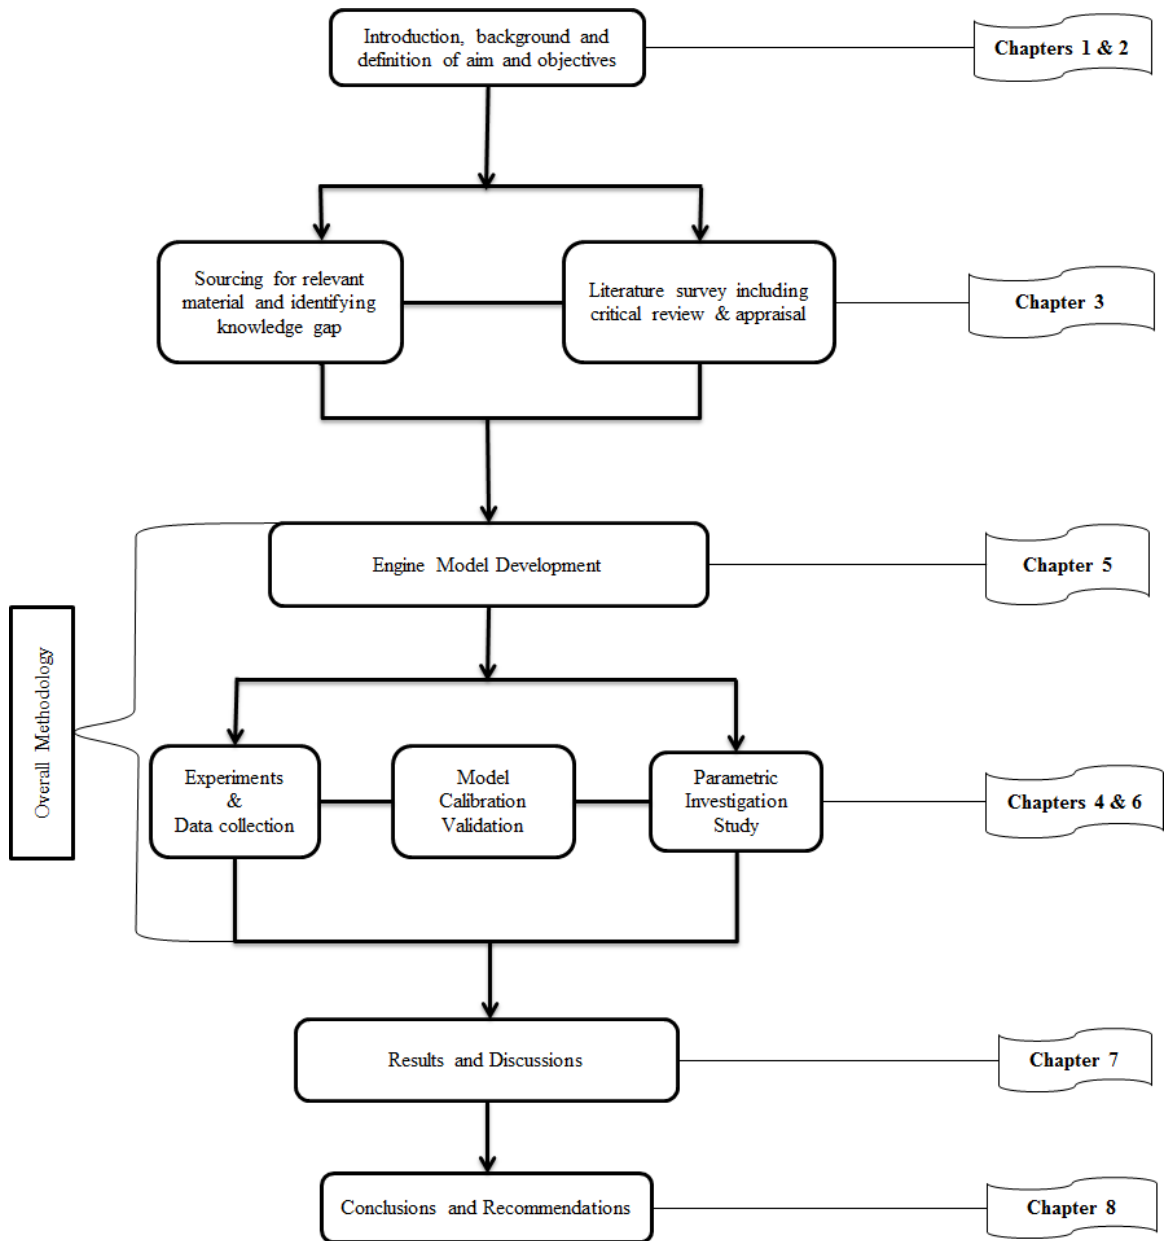 Introduction, background and
definition of aim and objectives
Chapters 1 & 2
Sourcing for relevant
material and identifying
knowledge gap
Literature survey including
critical review & appraisal
Chapter 3
Engine Model Development
Chapter 5
Overall Methodology
Experiments
&
Data collection
Model
Calibration
Validation
Parametric
Investigation
Study
Chapters 4 & 6
Results and Discussions
Chapter 7
Conclusions and Recommendations
Chapter 8